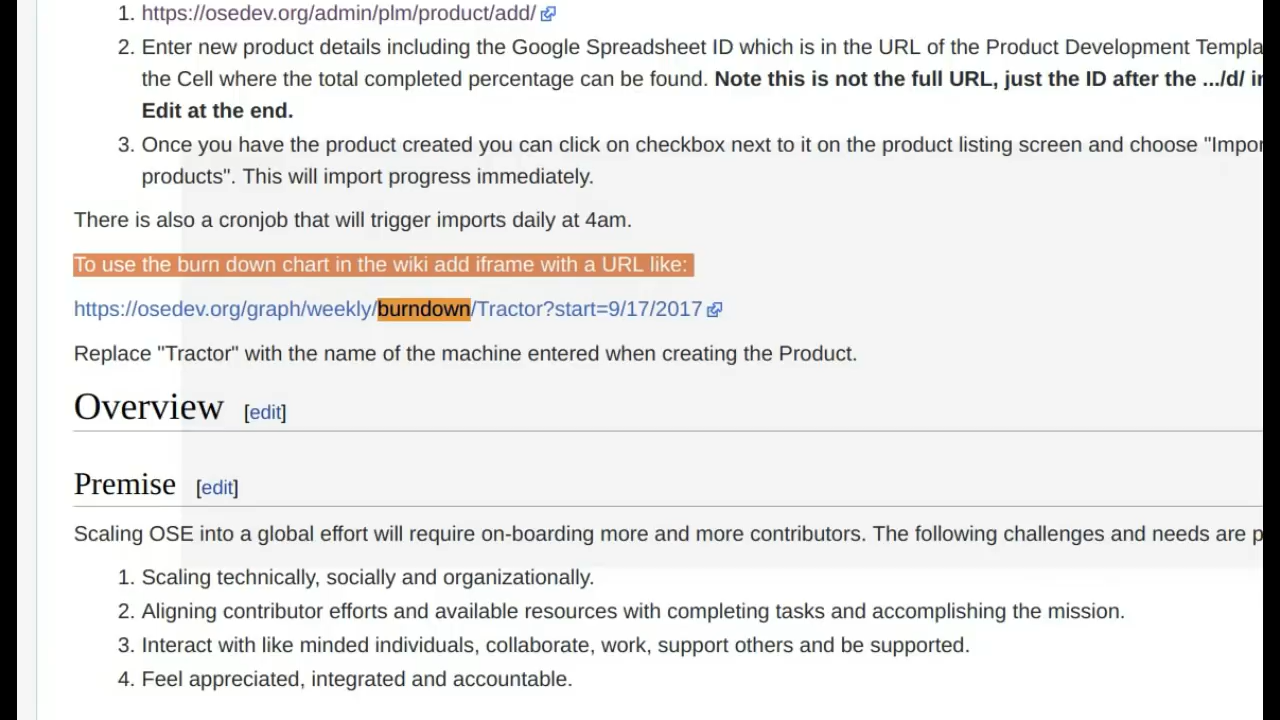 1. https://osedev.org/admin/plm/product/add/
2. Enter new product details including the Google Spreadsheet ID which is in the URL of the Product Development
the Cell where the total completed percentage can be found. Note this is not the full URL, just the ID after the .../d/
Edit at the end.
3. Once you have the product created you can click on checkbox next to it on the product listing screen and choose
products". This will import progress immediately.
There is also a cronjob that will trigger imports daily at 4am.
To use the burn down chart in the wiki add iframe with a URL like:
https://osedev.org/graph/weekly/burndown/Tractor?start=9/17/2017
Replace "Tractor" with the name of the machine entered when creating the Product.
Overview [edit]
Premise [edit]
Scaling OSE into a global effort will require on-boarding more and more contributors. The following challenges and needs are
1. Scaling technically, socially and organizationally.
2. Aligning contributor efforts and available resources with completing tasks and accomplishing the mission.
3. Interact with like minded individuals, collaborate, work, support others and be supported.
4. Feel appreciated, integrated and accountable.